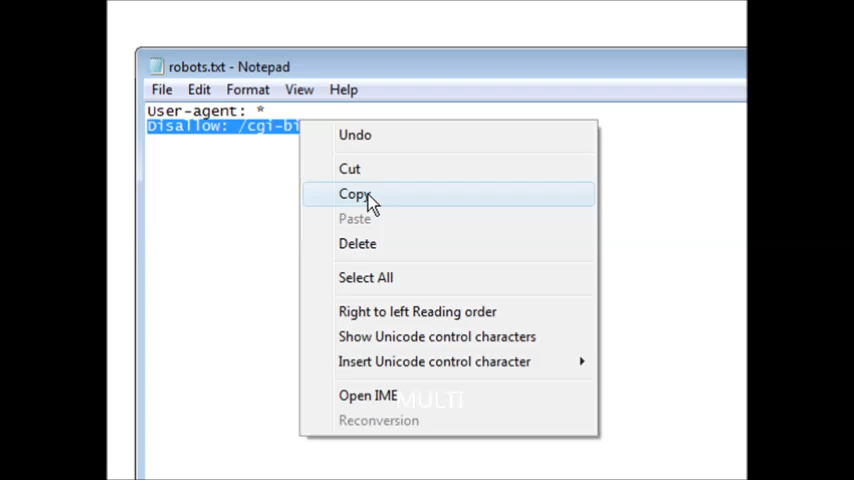 robots.txt - Notepad
File Edit Format View Help
User-agent: *
Disallow: /cgi-bi
Undo
Cut
Copy
Paste
Delete
Select All
Right to left Reading order
Show Unicode control characters
Insert Unicode control character
Open IME
MULTI
Reconversion